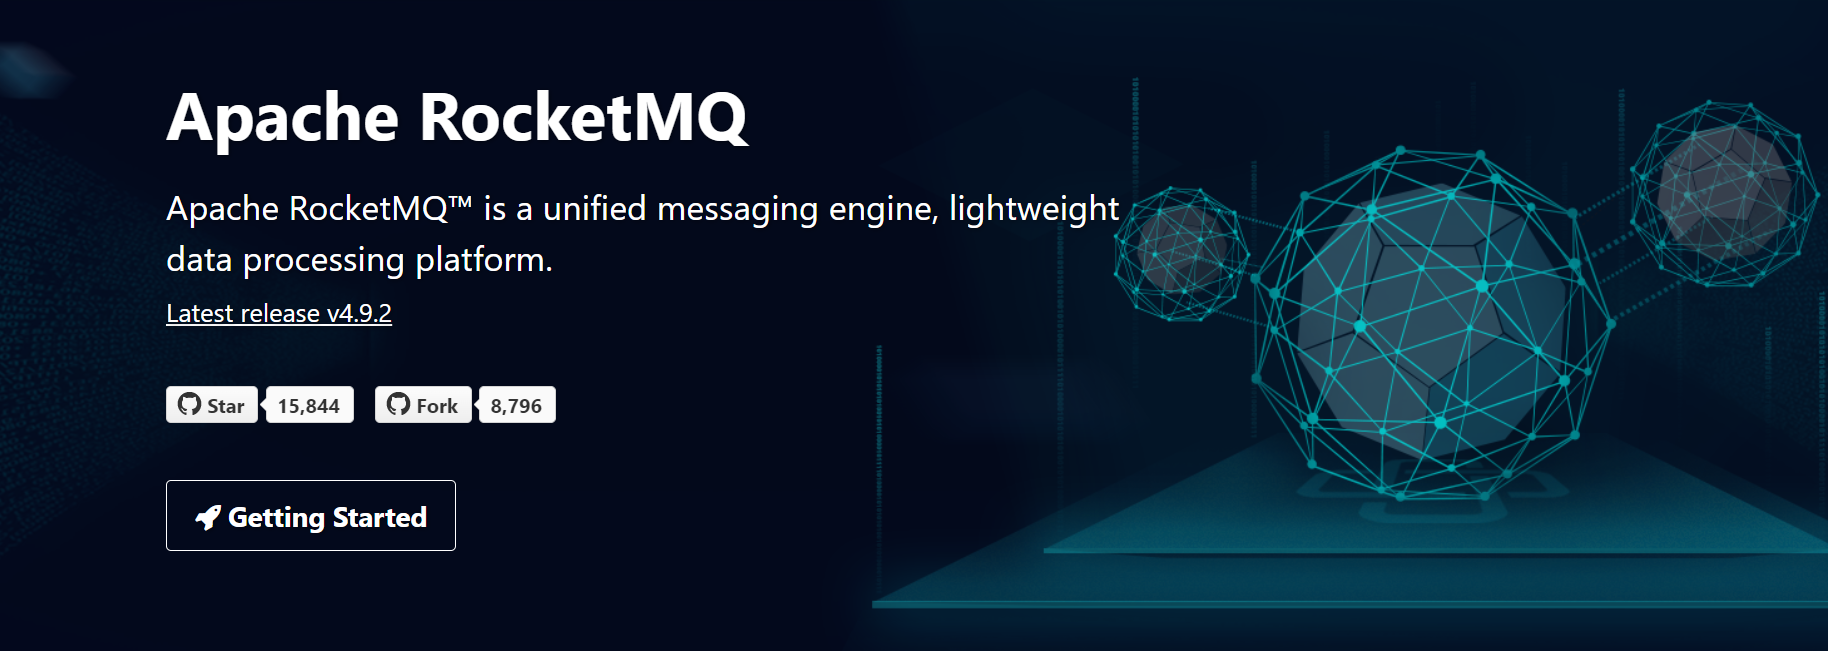 Apache RocketMQ
Apache RocketMQ™ is a unified messaging engine, lightweight
data processing platform.
Latest release v4.9.2
Star 15,844 Fork 8,796
Getting Started